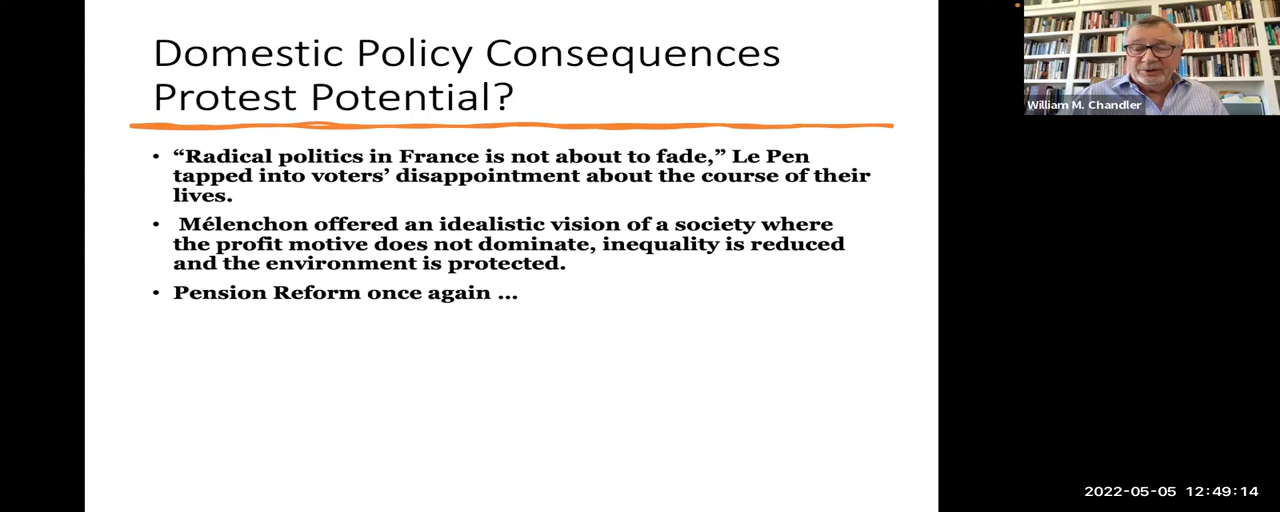 Domestic Policy Consequences
Protest Potential?
• “Radical politics in France is not about to fade,” Le Pen
tapped into voters’ disappointment about the course of their
lives.
• Mélenchon offered an idealistic vision of a society where
the profit motive does not dominate, inequality is reduced
and the environment is protected.
• Pension Reform once again ...
William M. Chandler
2022-05-05 12:49:14